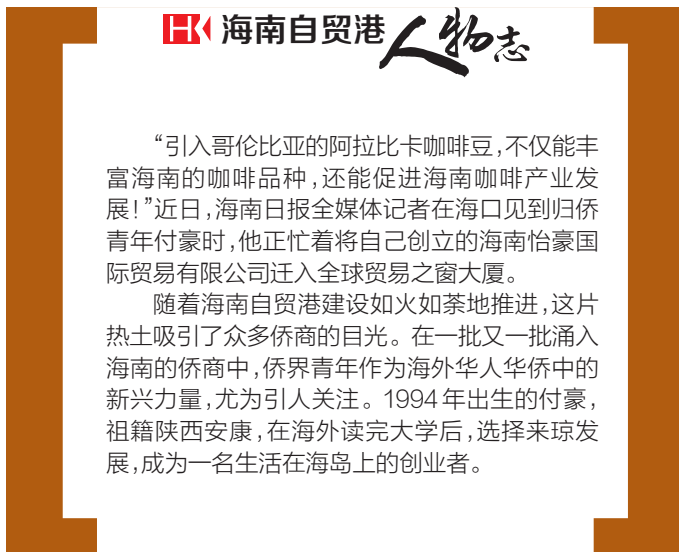 HK 海南自贸港人物志
“引入哥伦比亚的阿拉比卡咖啡豆,不仅能丰
富海南的咖啡品种,还能促进海南咖啡产业发
展!”近日,海南日报全媒体记者在海口见到归侨
青年付豪时,他正忙着将自己创立的海南怡豪国
际贸易有限公司迁入全球贸易之窗大厦。
随着海南自贸港建设如火如荼地推进,这片
热土吸引了众多侨商的目光。在一批又一批涌入
海南的侨商中,侨界青年作为海外华人华侨中的
新兴力量,尤为引人关注。1994年出生的付豪,
祖籍陕西安康,在海外读完大学后,选择来琼发
展,成为一名生活在海岛上的创业者。